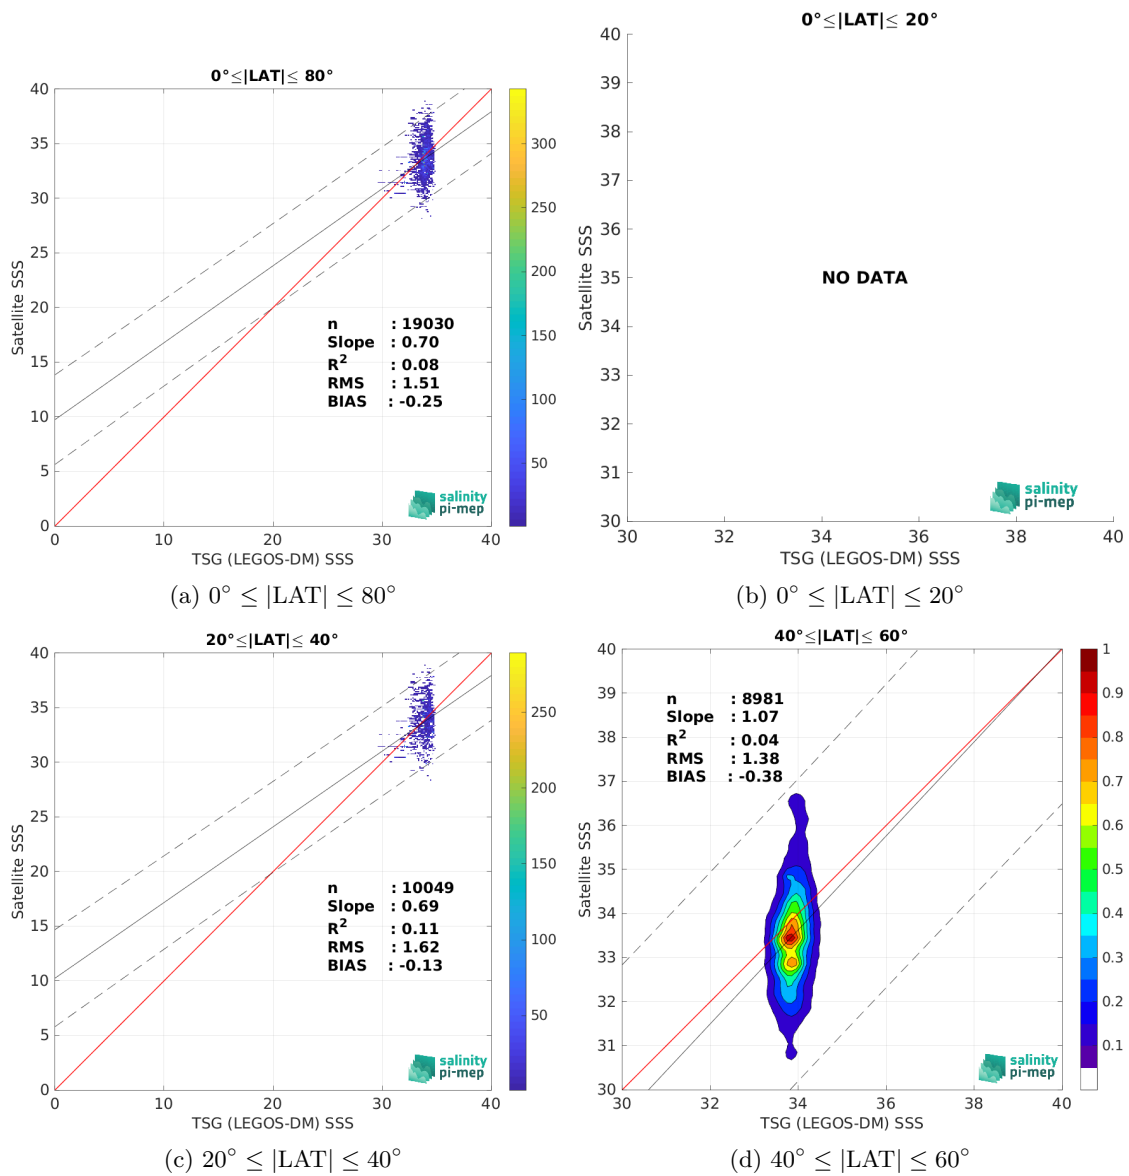 0°≤|LAT|≤ 80°
40
35
30
25
20
15
10
5
0
Satellite SSS
0
10
20
30
40
TSG (LEGOS-DM) SSS
300
250
200
150
100
50
n : 19030
Slope : 0.70
R² : 0.08
RMS : 1.51
BIAS : -0.25
salinity
pi-mep
(a) 0° ≤ |LAT| ≤ 80°
0°≤|LAT|≤ 20°
40
39
38
37
36
35
34
33
32
31
30
Satellite SSS
NO DATA
30
32
34
36
38
40
TSG (LEGOS-DM) SSS
salinity
pi-mep
(b) 0° ≤ |LAT| ≤ 20°
20°≤|LAT|≤ 40°
40
35
30
25
20
15
10
5
0
Satellite SSS
0
10
20
30
40
TSG (LEGOS-DM) SSS
250
200
150
100
50
n : 10049
Slope : 0.69
R² : 0.11
RMS : 1.62
BIAS : -0.13
salinity
pi-mep
(c) 20° ≤ |LAT| ≤ 40°
40°≤|LAT|≤ 60°
40
39
38
37
36
35
34
33
32
31
30
Satellite SSS
n : 8981
Slope : 1.07
R² : 0.04
RMS : 1.38
BIAS : -0.38
30
32
34
36
38
40
TSG (LEGOS-DM) SSS
1
0.9
0.8
0.7
0.6
0.5
0.4
0.3
0.2
0.1
salinity
pi-mep
(d) 40° ≤ |LAT| ≤ 60°